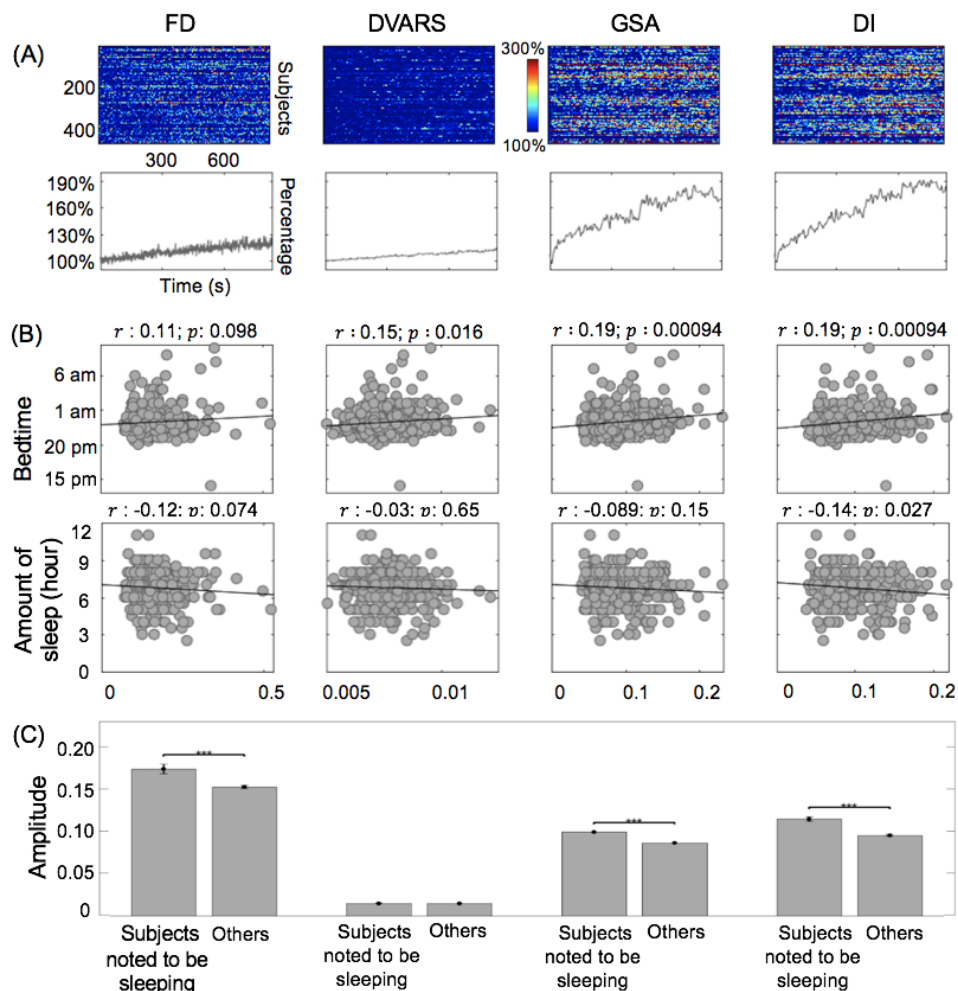 FD DVARS GSA DI
(A)
300%
100%
200
400
Subjects
300 600
190%
160%
130%
100%
Percentage
Time (s)
(B)
r : 0.11; p: 0.098 r : 0.15; p : 0.016 r : 0.19; p : 0.00094 r : 0.19; p : 0.00094
Bedtime
6 am
1 am
20 pm
15 pm
r : -0.12: p: 0.074 r : -0.03: p: 0.65 r : -0.089: p: 0.15 r : -0.14: p: 0.027
Amount of
sleep (hour)
12
9
6
3
0
0 0.5 0.005 0.01 0 0.1 0.2 0 0.1 0.2
(C)
Amplitude
0.20
0.15
0.10
0.05
0
*** *** ***
Subjects Others Subjects Others Subjects Others Subjects Others
noted to be noted to be noted to be noted to be
sleeping sleeping sleeping sleeping